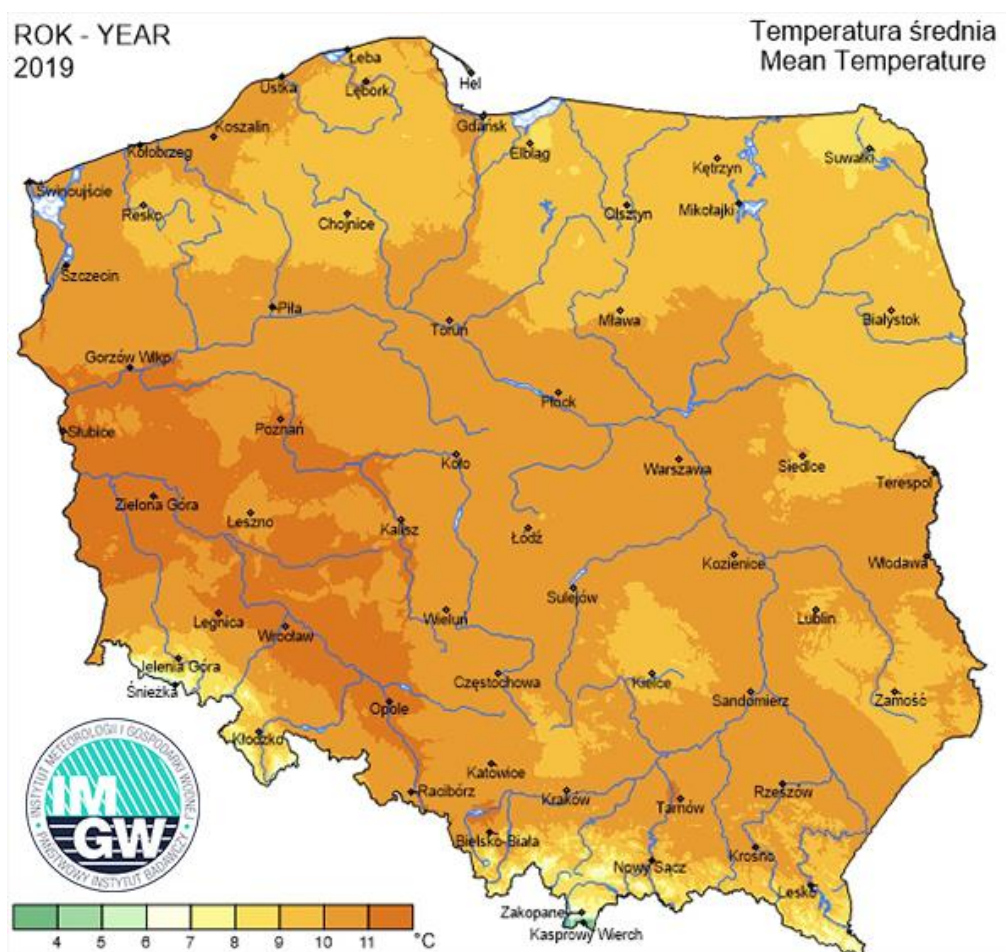 ROK - YEAR
2019
Temperatura średnia
Mean Temperature
Łeba
Hel
Ustka
Lębork
Gdańsk
Koszalin
Kołobrzeg
Elbląg
Suwałki
Kętrzyn
Świnoujście
Resko
Chojnice
Olsztyn
Mikołajki
Szczecin
Piła
Toruń
Mława
Białystok
Gorzów Wlkp.
Płock
Słubice
Poznań
Koło
Warszawa
Siedlce
Terespol
Zielona Góra
Leszno
Kalisz
Łódź
Kozienice
Włodawa
Sulejów
Legnica
Wrocław
Wieluń
Lublin
Jelenia Góra
Śnieżka
Częstochowa
Kielce
Sandomierz
Zamość
Opole
Kłodzko
Katowice
Racibórz
Kraków
Tarnów
Rzeszów
Bielsko-Biała
Nowy Sącz
Krosno
Lesko
Zakopane
Kasprowy Wierch
INSTYTUT METEOROLOGII I GOSPODARKI WODNEJ
PAŃSTWOWY INSTYTUT BADAWCZY
IM
GW
4 5 6 7 8 9 10 11 °C